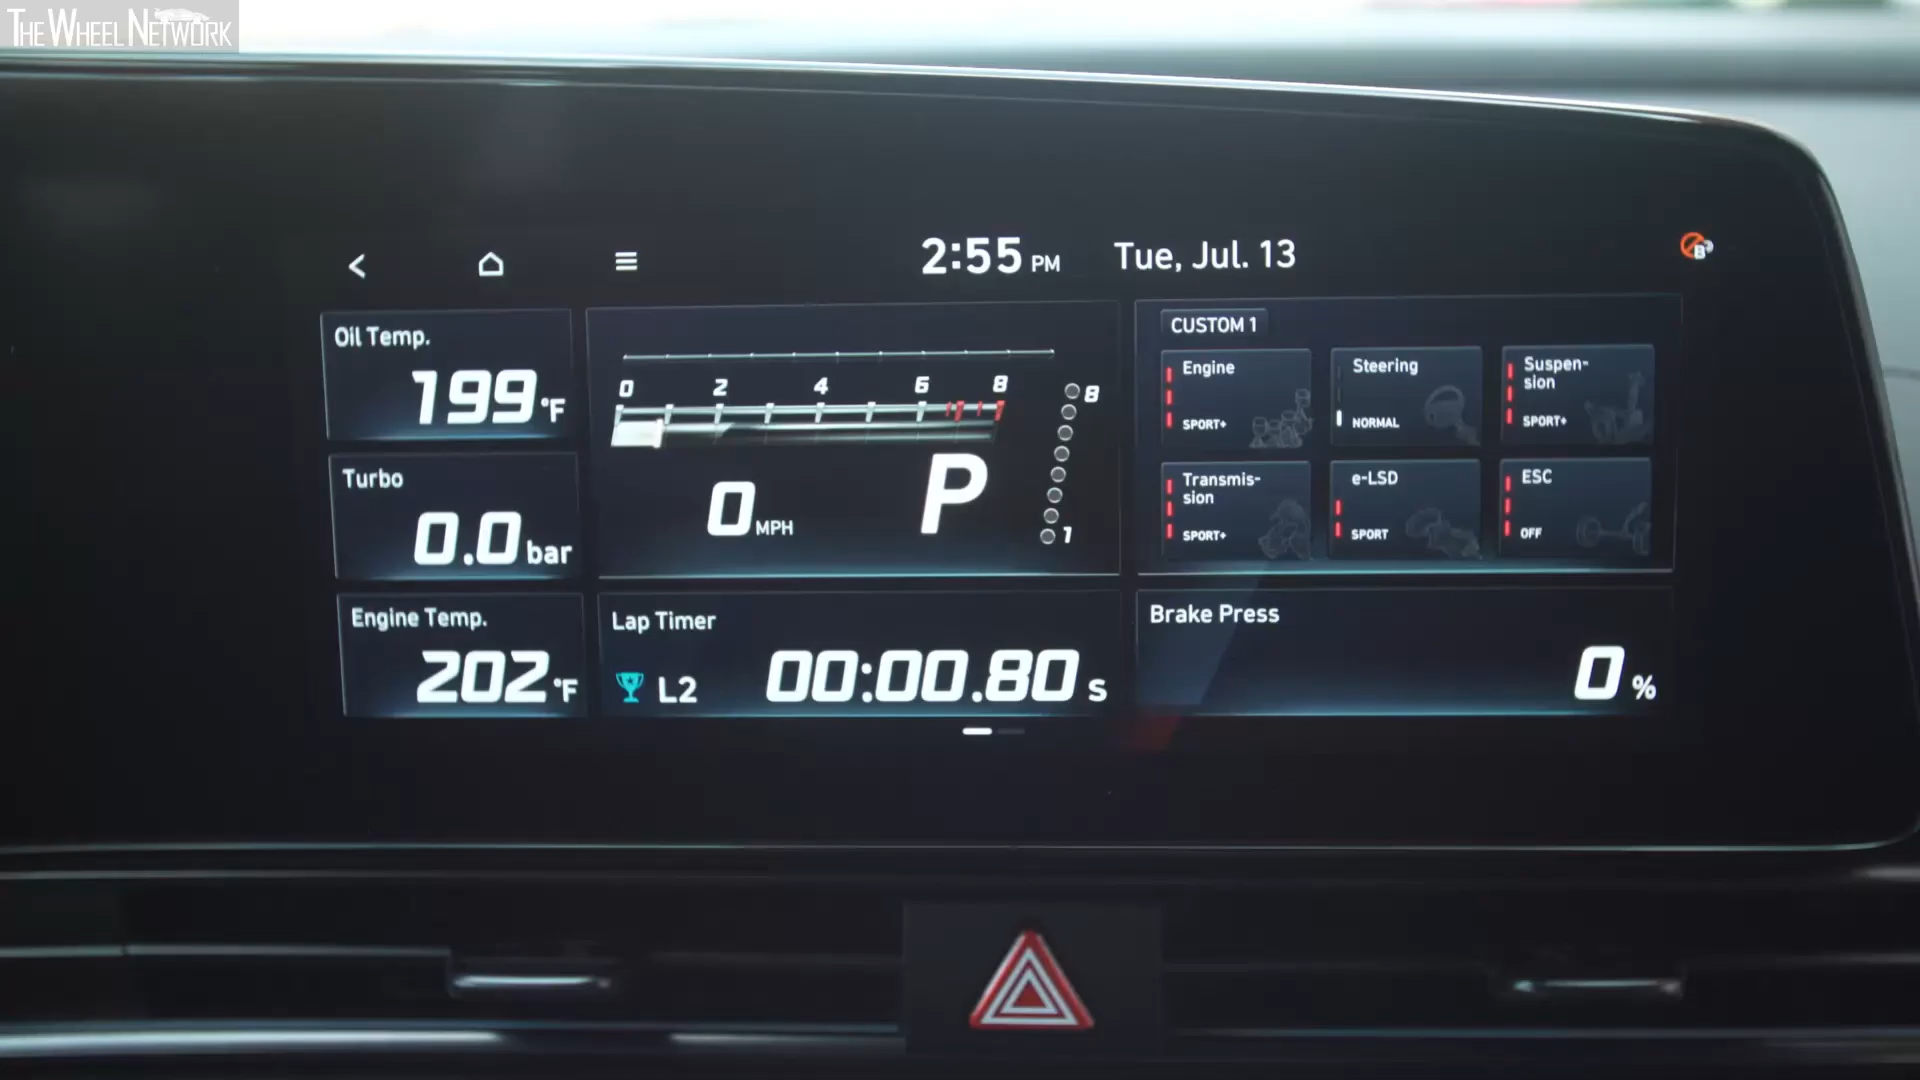 THE WHEEL NETWORK
2:55 PM Tue, Jul. 13
Oil Temp.
199 °F
Turbo
0.0 bar
Engine Temp.
202 °F
0 2 4 6 8
8
1
0 MPH
P
Lap Timer
L2 00:00.80 s
CUSTOM 1
Engine
SPORT+
Steering
NORMAL
Suspen-
sion
SPORT+
Transmis-
sion
SPORT+
e-LSD
SPORT
ESC
OFF
Brake Press
0 %